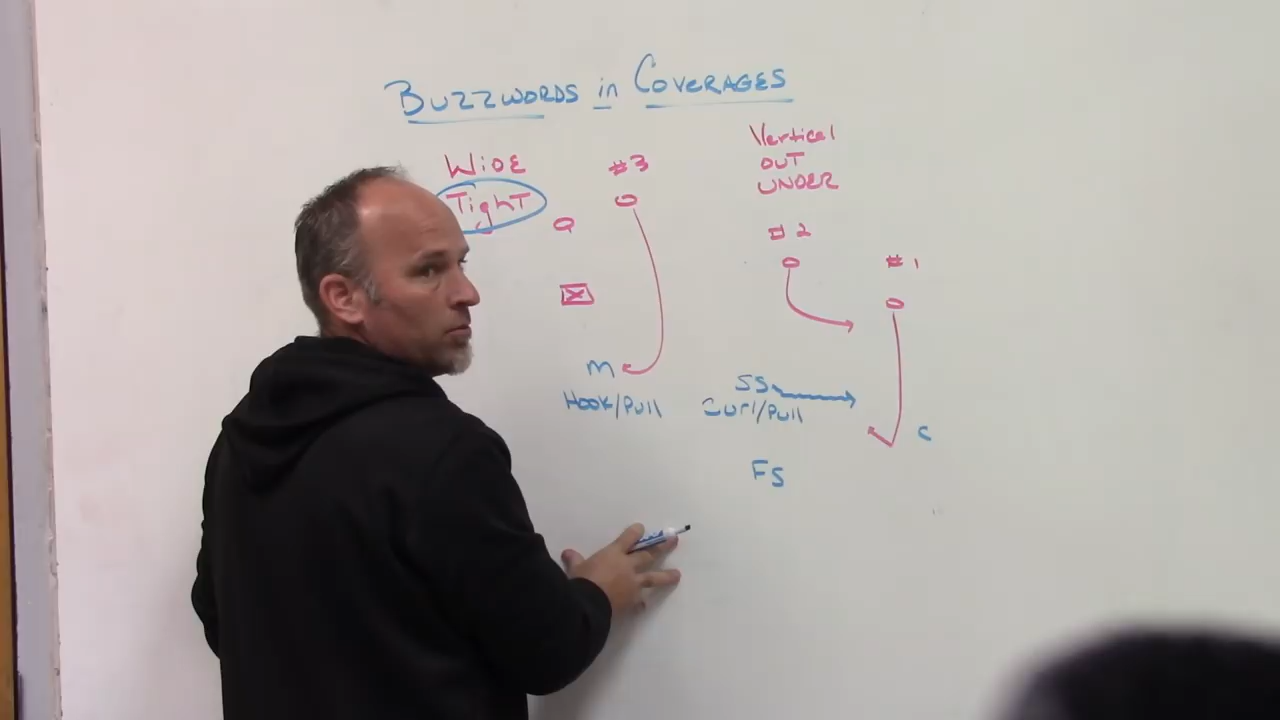 BUZZWORDS in COVERAGES
WIDE
TighT
#3
Vertical
OUT
UNDER
#2
#1
M
Hook/Pull
SS
Curl/Pull
C
FS